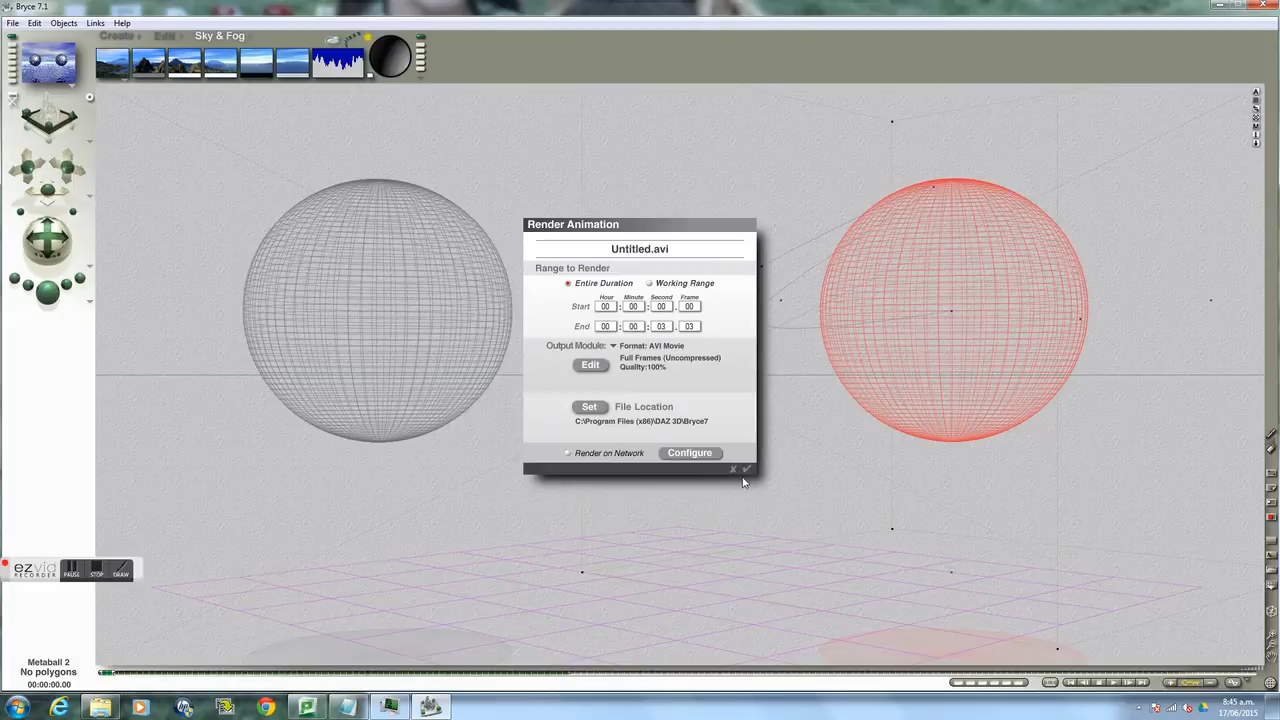 Bryce 7.1
File Edit Objects Links Help
Create Edit Sky & Fog
Render Animation
Untitled.avi
Range to Render
Entire Duration Working Range
Hour Minute Second Frame
Start 00 : 00 : 00 . 00
End 00 : 00 : 03 . 03
Output Module: Format: AVI Movie
Edit Full Frames (Uncompressed)
Quality:100%
Set File Location
C:\Program Files (x86)\DAZ 3D\Bryce7
Render on Network Configure
ezvid
RECORDER
PAUSE STOP DRAW
Metaball 2
No polygons
00:00:00.00
8:45 a.m.
17/06/2015